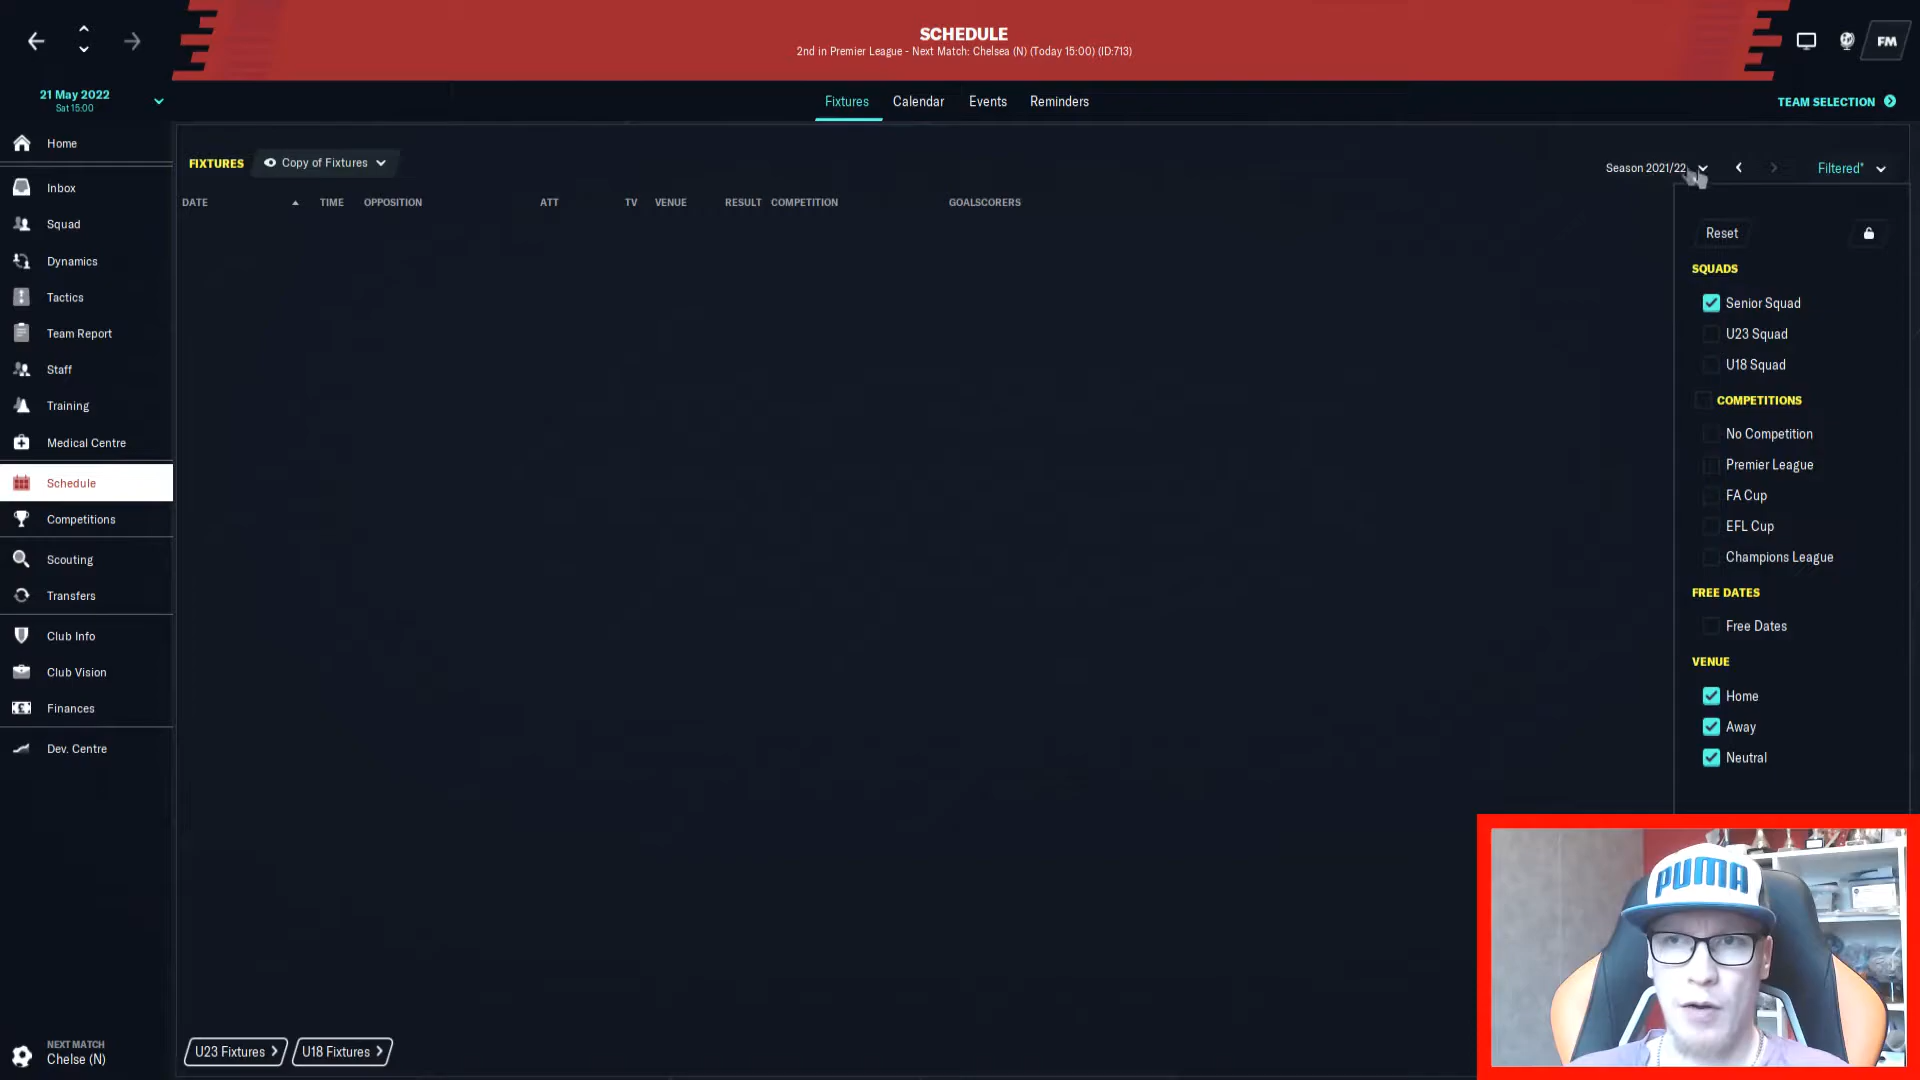 SCHEDULE
2nd in Premier League - Next Match: Chelsea (N) (Today 15:00) (ID:713)
FM
21 May 2022
Sat 15:00
Fixtures
Calendar
Events
Reminders
TEAM SELECTION
Home
Inbox
Squad
Dynamics
Tactics
Team Report
Staff
Training
Medical Centre
Schedule
Competitions
Scouting
Transfers
Club Info
Club Vision
Finances
Dev. Centre
NEXT MATCH
Chelse (N)
FIXTURES
Copy of Fixtures
Season 2021/22
Filtered*
DATE TIME OPPOSITION ATT TV VENUE RESULT COMPETITION GOALSCORERS
Reset
SQUADS
Senior Squad
U23 Squad
U18 Squad
COMPETITIONS
No Competition
Premier League
FA Cup
EFL Cup
Champions League
FREE DATES
Free Dates
VENUE
Home
Away
Neutral
U23 Fixtures
U18 Fixtures
PUMA